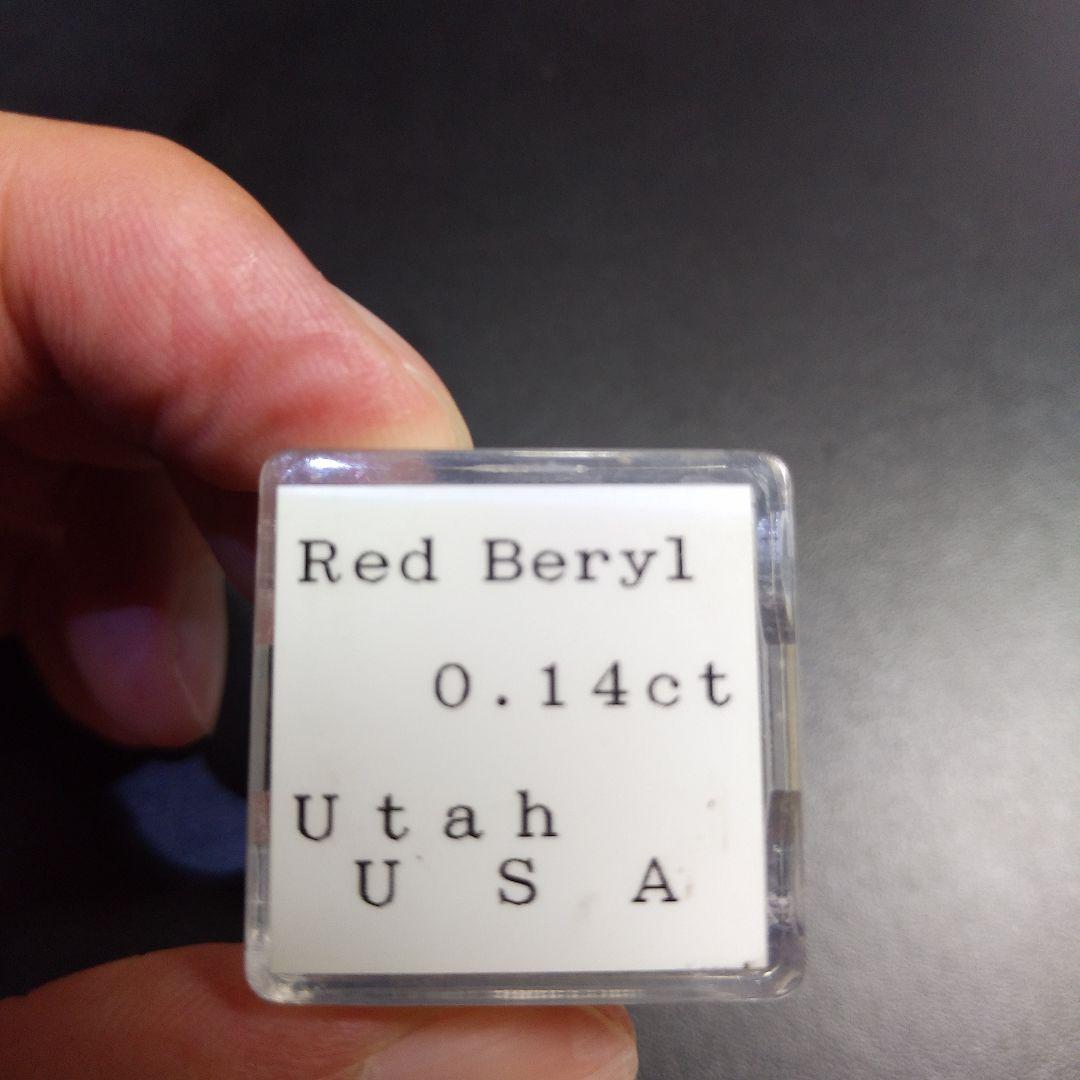 Red Beryl
0.14ct
Utah
USA